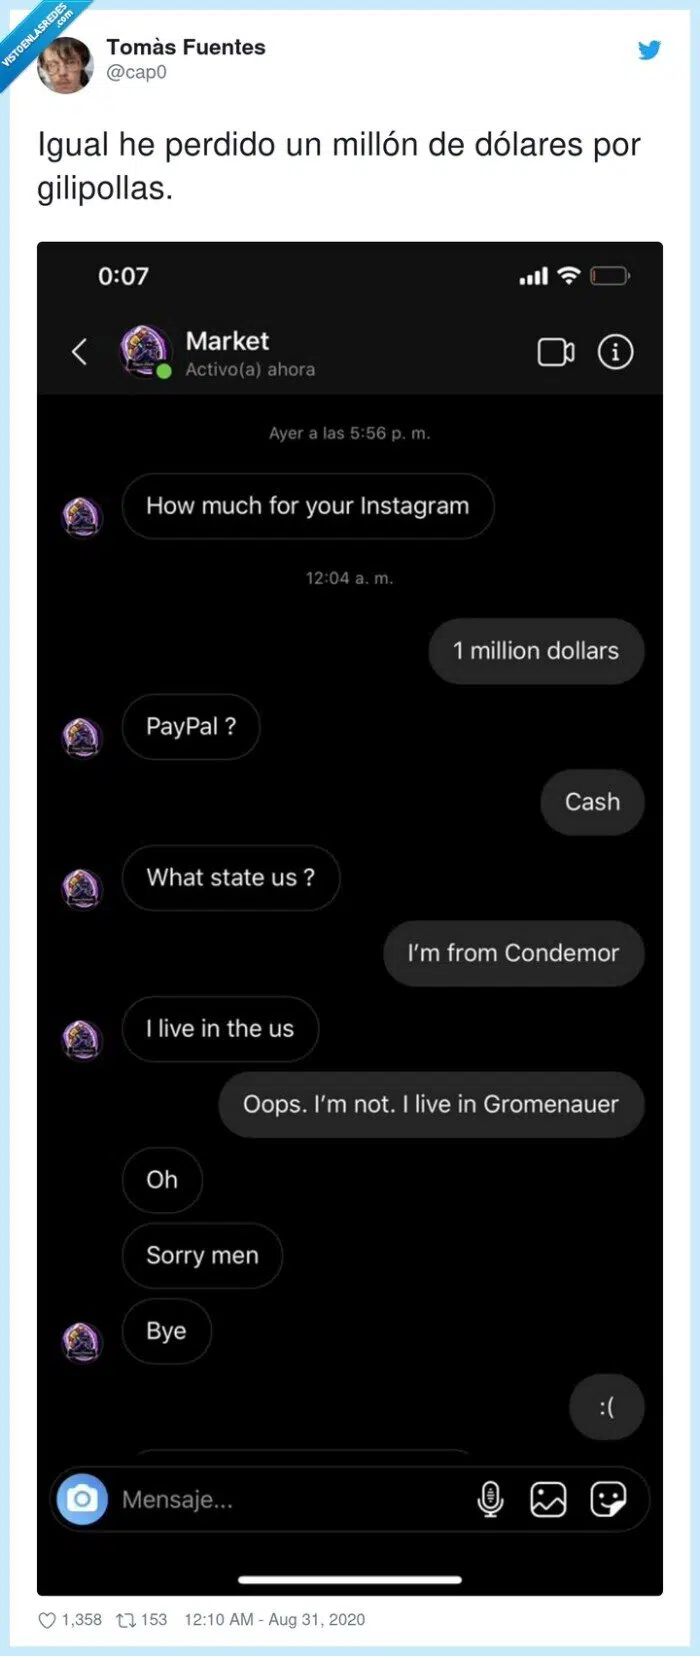 VISTOENLASREDES
.com
Tomàs Fuentes
@cap0
Igual he perdido un millón de dólares por
gilipollas.
0:07
Market
Activo(a) ahora
Ayer a las 5:56 p. m.
How much for your Instagram
12:04 a. m.
1 million dollars
PayPal ?
Cash
What state us ?
I'm from Condemor
I live in the us
Oops. I'm not. I live in Gromenauer
Oh
Sorry men
Bye
:(
Mensaje...
1,358 153 12:10 AM - Aug 31, 2020